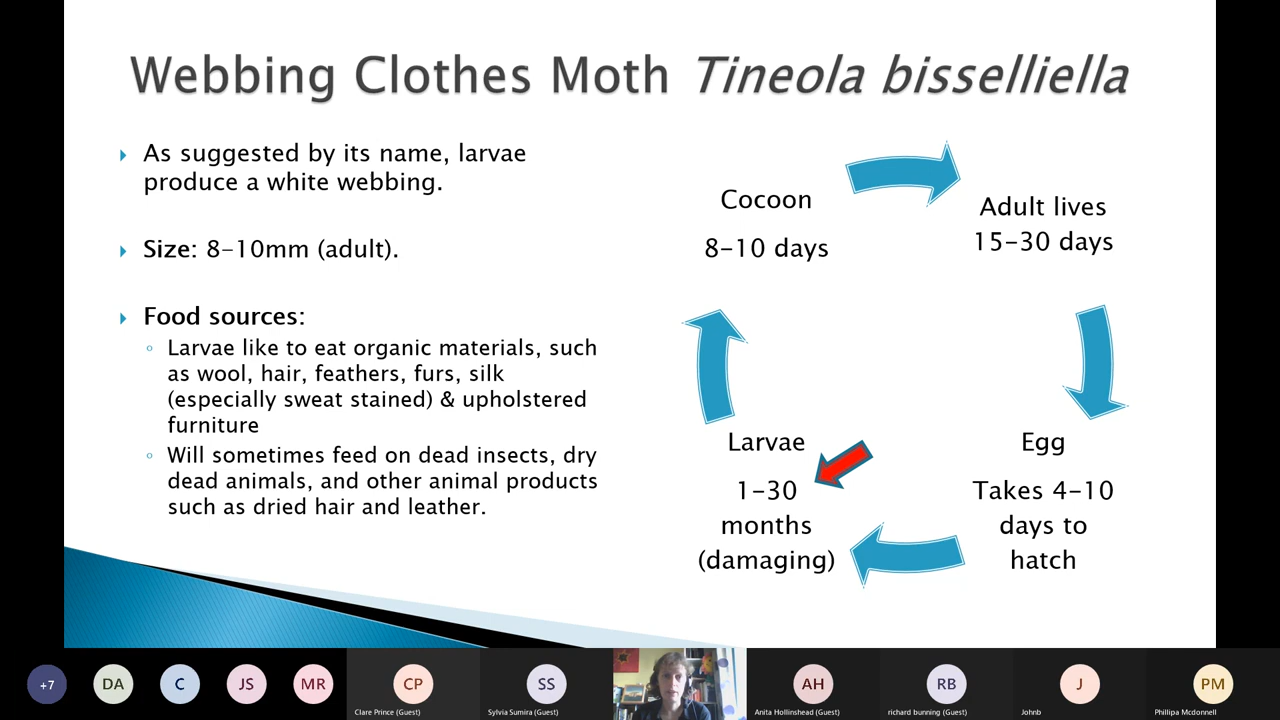 Webbing Clothes Moth Tineola bisselliella
As suggested by its name, larvae
produce a white webbing.
Size: 8-10mm (adult).
Food sources:
Larvae like to eat organic materials, such
as wool, hair, feathers, furs, silk
(especially sweat stained) & upholstered
furniture
Will sometimes feed on dead insects, dry
dead animals, and other animal products
such as dried hair and leather.
Cocoon
8-10 days
Adult lives
15-30 days
Egg
Takes 4-10
days to
hatch
Larvae
1-30
months
(damaging)
+7
DA
C
JS
MR
CP
Clare Prince (Guest)
SS
Sylvia Sumira (Guest)
AH
Anita Hollinshead (Guest)
RB
richard bunning (Guest)
J
Johnb
PM
Phillipa Mcdonnell